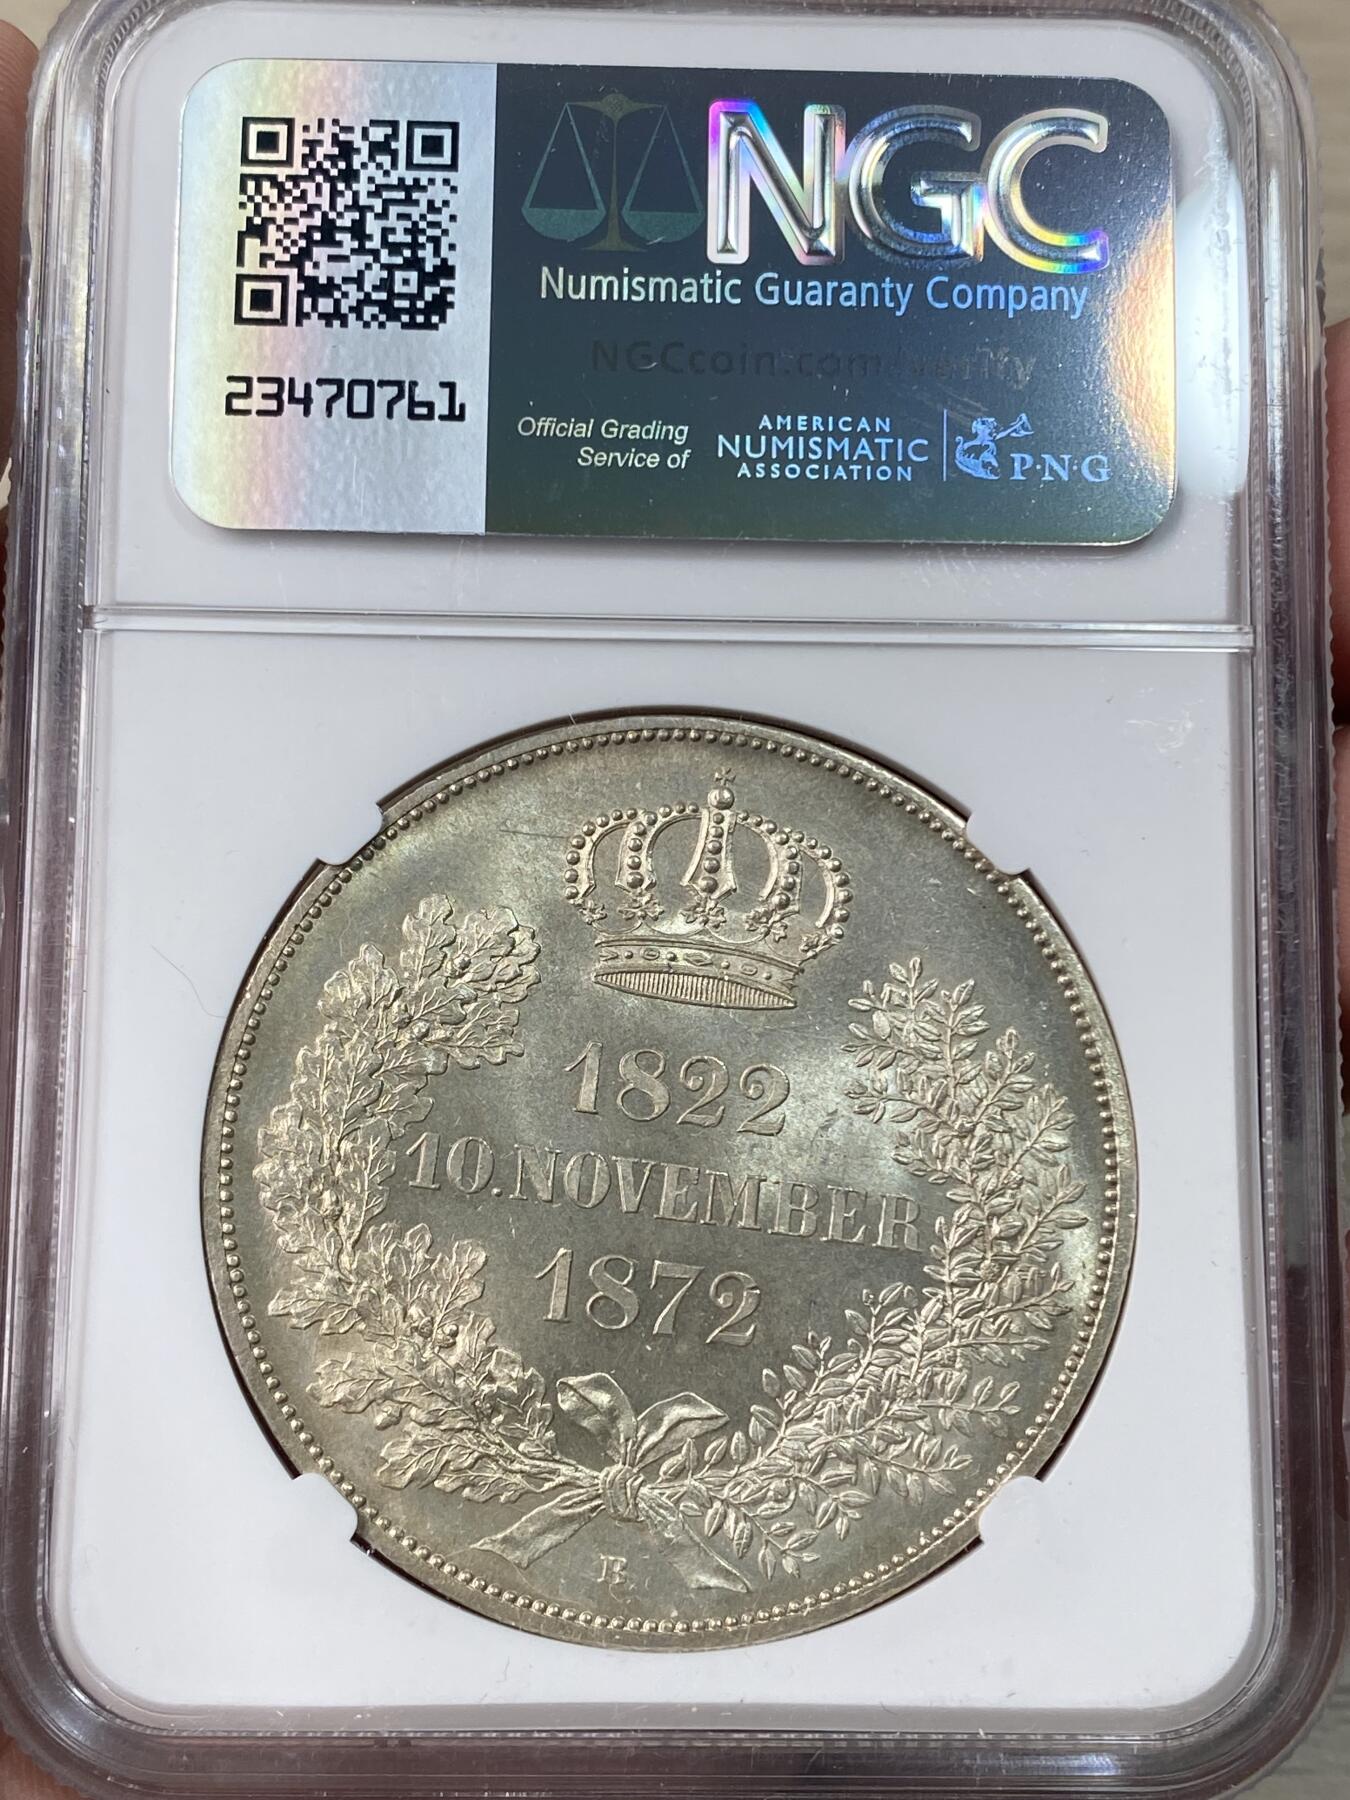 NGC
Numismatic Guaranty Company
NGCcoin.com/verify
23470761
Official Grading
Service of
AMERICAN
NUMISMATIC
ASSOCIATION
P·N·G
1822
10.NOVEMBER
1872
B.